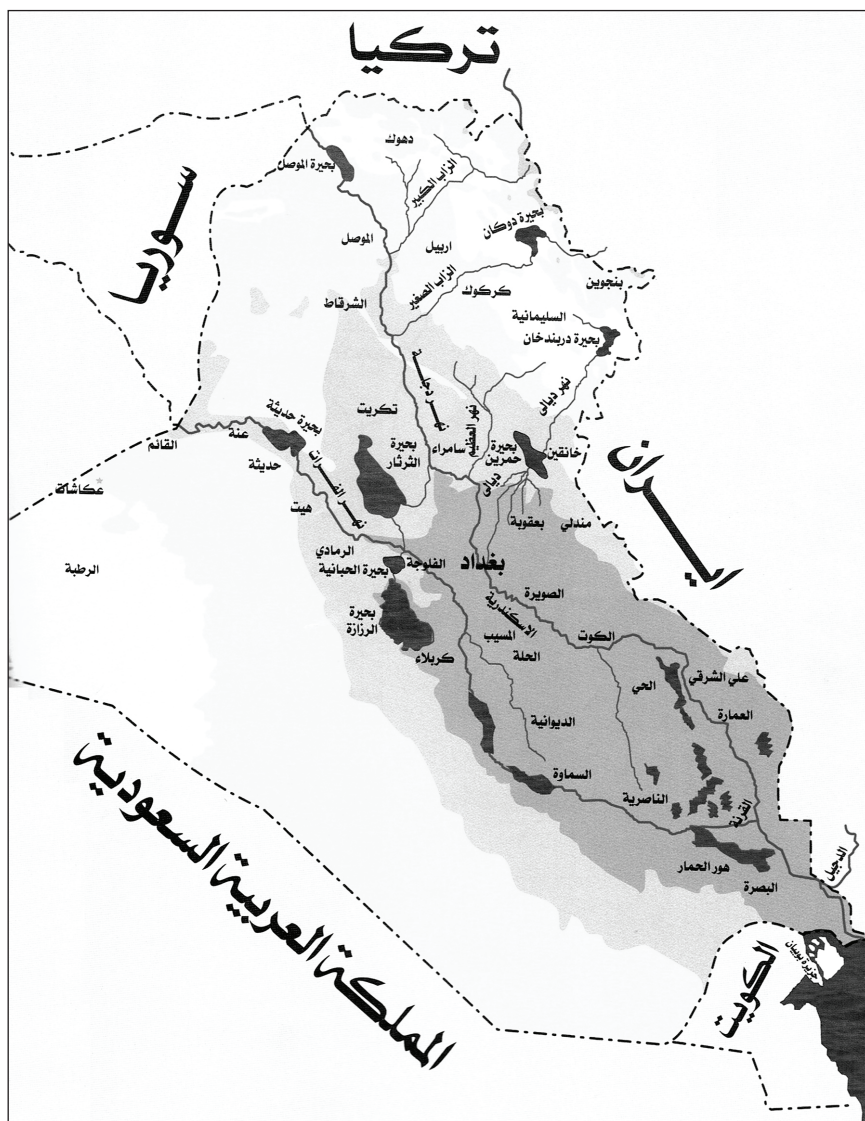 تركيا
سوريا
ايران
المملكة العربية السعودية
الكويت
جزيرة بوبيان
دهوك
بحيرة الموصل
الزاب الكبير
بحيرة دوكان
الموصل
اربيل
الزاب الصغير
كركوك
بنجوين
الشرقاط
السليمانية
بحيرة دربندخان
نهر دجلة
نهر ديالى
بحيرة حديثة
تكريت
نهر العظيم
القائم
عنة
حديثة
بحيرة
الثرثار
سامراء
بحيرة
حمرين
خانقين
ديالى
عكاشات
هيت
نهر الفرات
بعقوبة
مندلي
الرمادي
الرطبة
بحيرة الحبانية
الفلوجة
بغداد
الصويرة
الاسكندرية
بحيرة
الرزازة
المسيب
الكوت
كربلاء
الحلة
علي الشرقي
الحي
العمارة
الديوانية
السماوة
الناصرية
القرنة
هور الحمار
البصرة
الدجيل